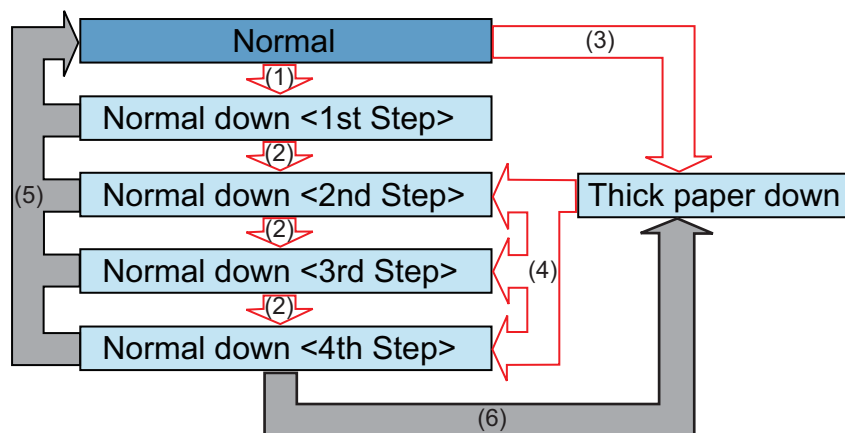 Normal
(3)
(1)
Normal down <1st Step>
(2)
Normal down <2nd Step>
Thick paper down
(5)
(2)
Normal down <3rd Step>
(4)
(2)
Normal down <4th Step>
(6)